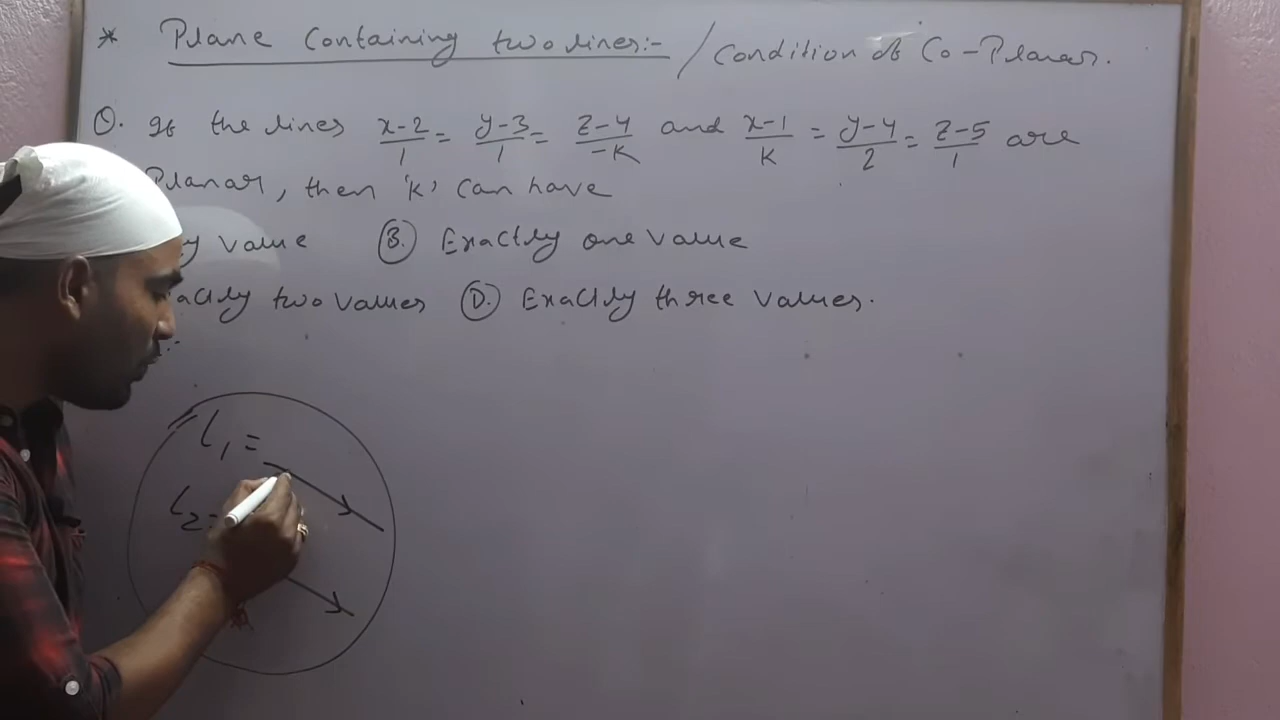 * Plane Containing two lines:- / Condition of Co-Planar.
Q. If the lines x-2/1 = y-3/1 = z-4/-K and x-1/K = y-4/2 = z-5/1 are
Planar, then 'K' can have
y value (B.) Exactly one value
actly two values (D.) Exactly three values.
L1 =
L2 =